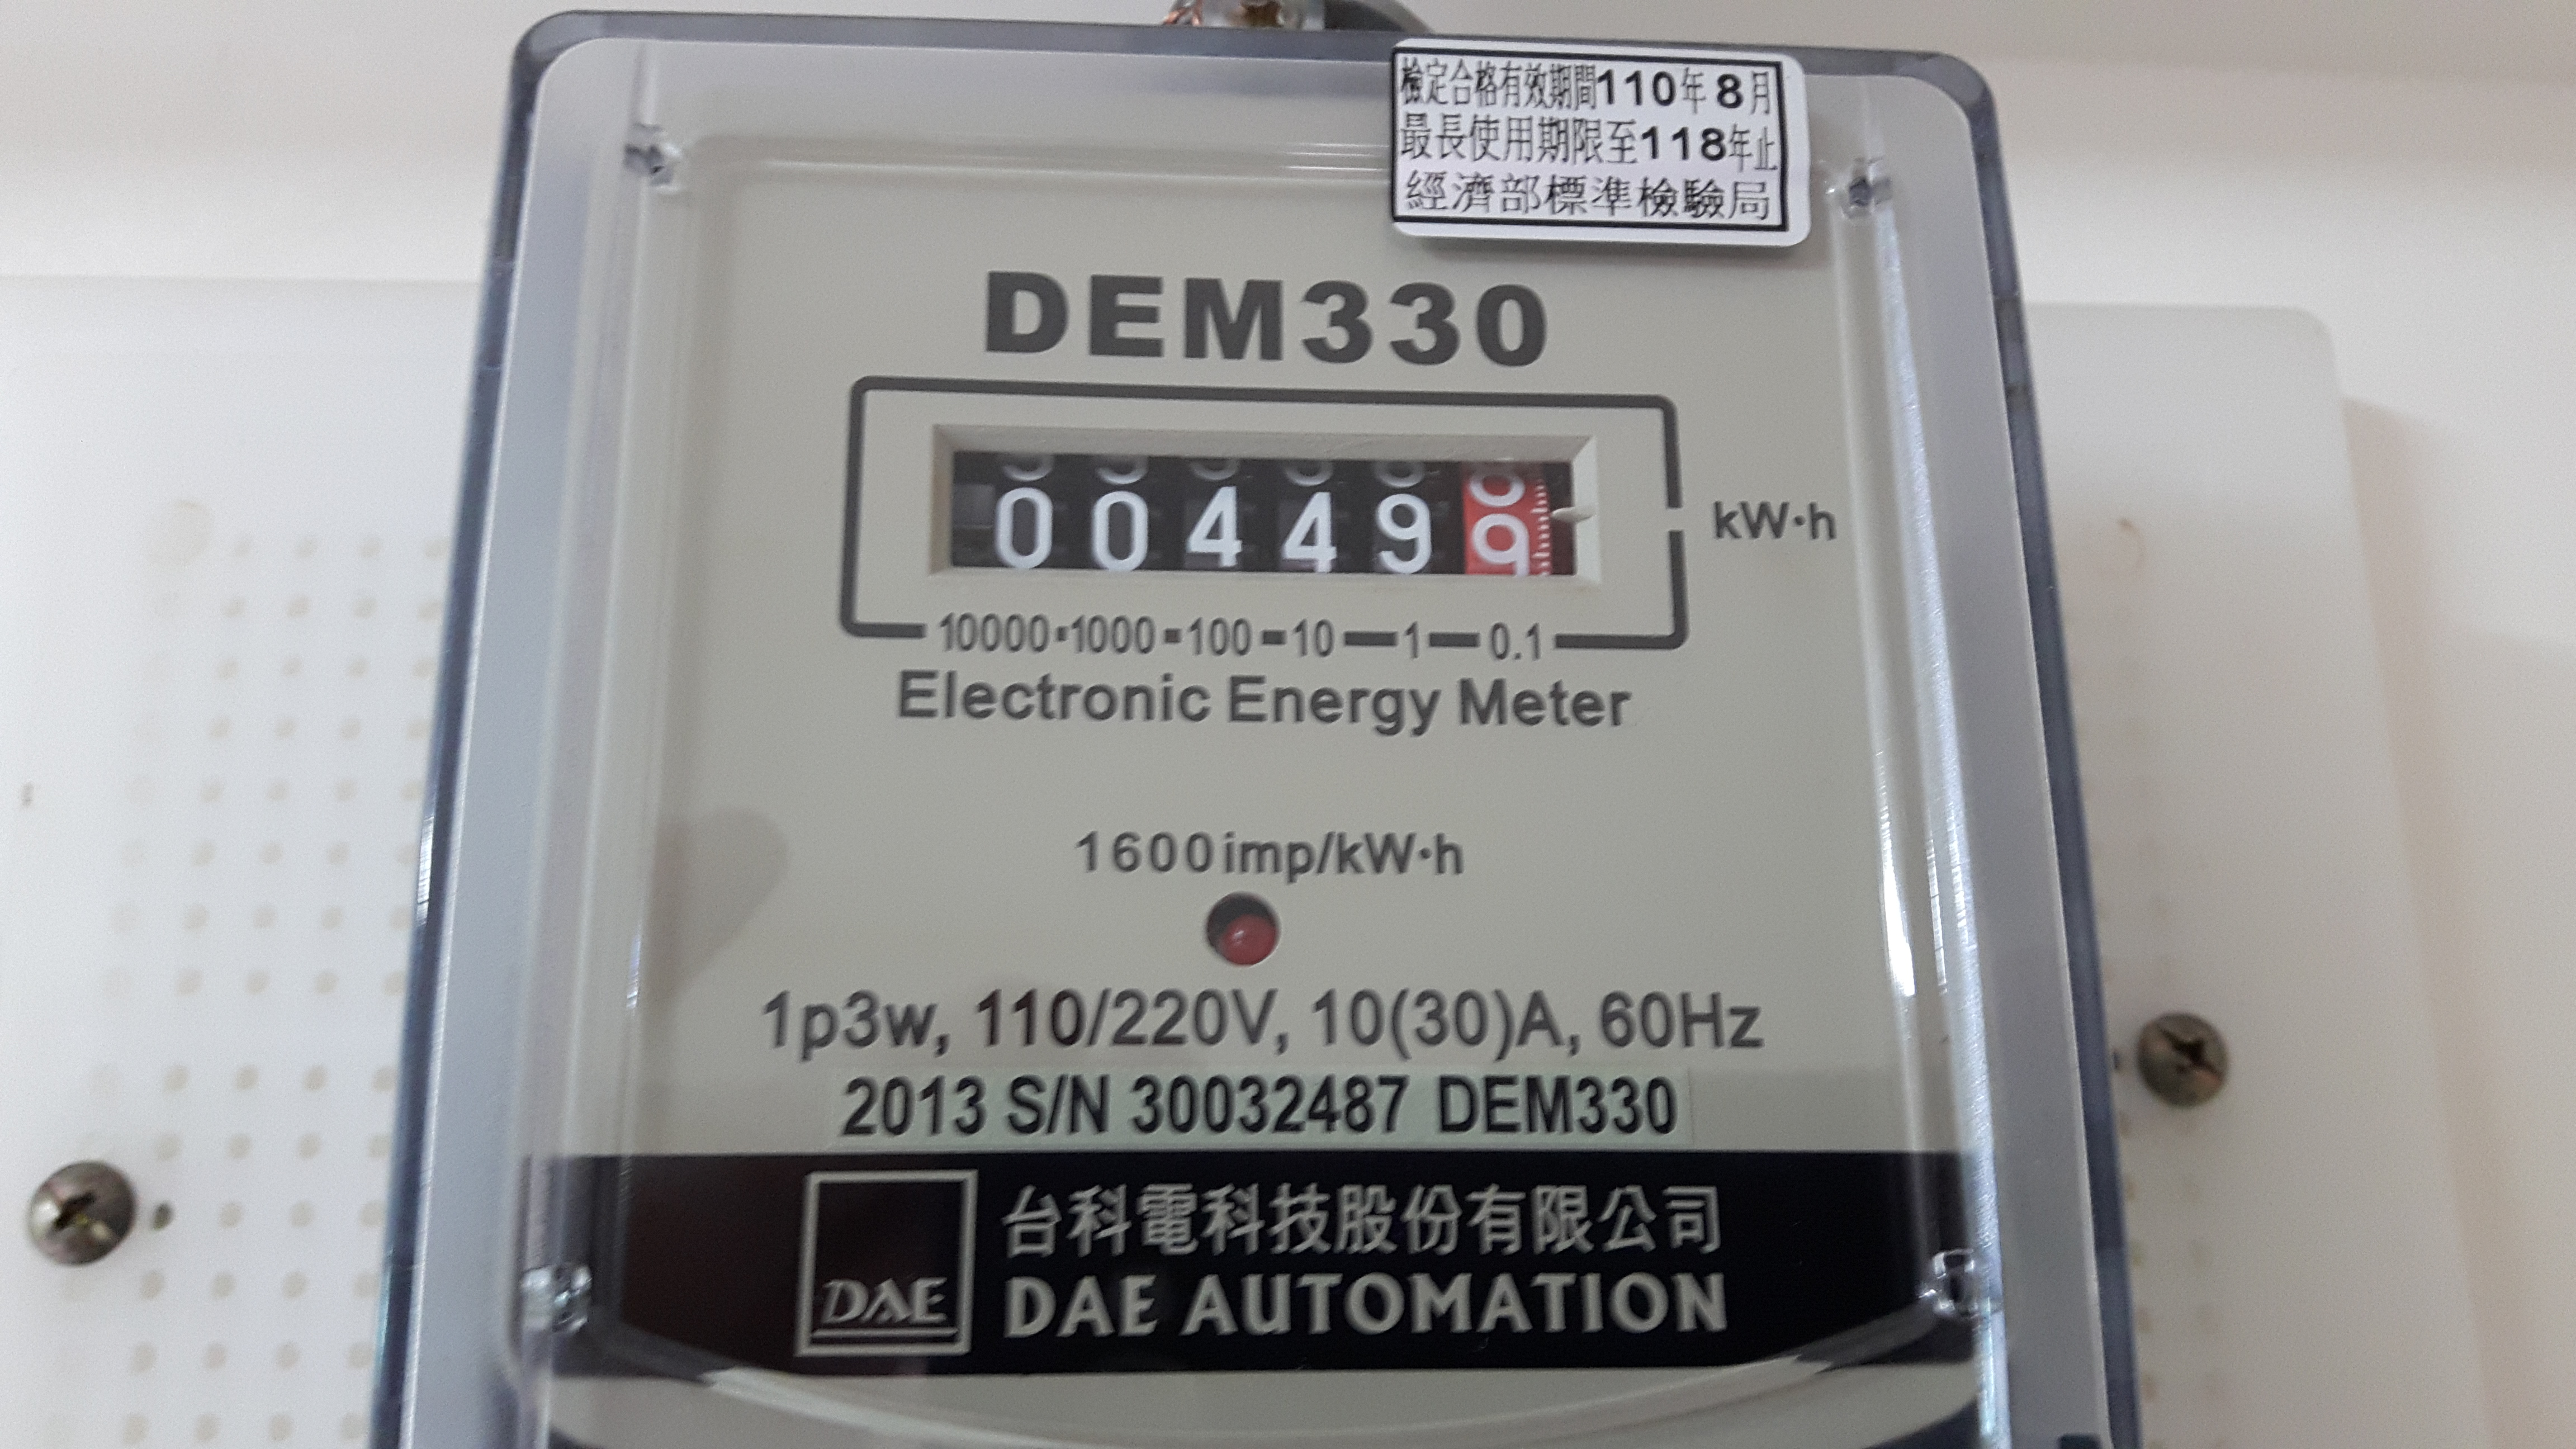 檢定合格有效期間110年8月
最長使用期限至118年止
經濟部標準檢驗局
DEM330
004499
kW·h
10000 1000 100 10 1 0.1
Electronic Energy Meter
1600imp/kW·h
1p3w, 110/220V, 10(30)A, 60Hz
2013 S/N 30032487 DEM330
DAE
台科電科技股份有限公司
DAE AUTOMATION